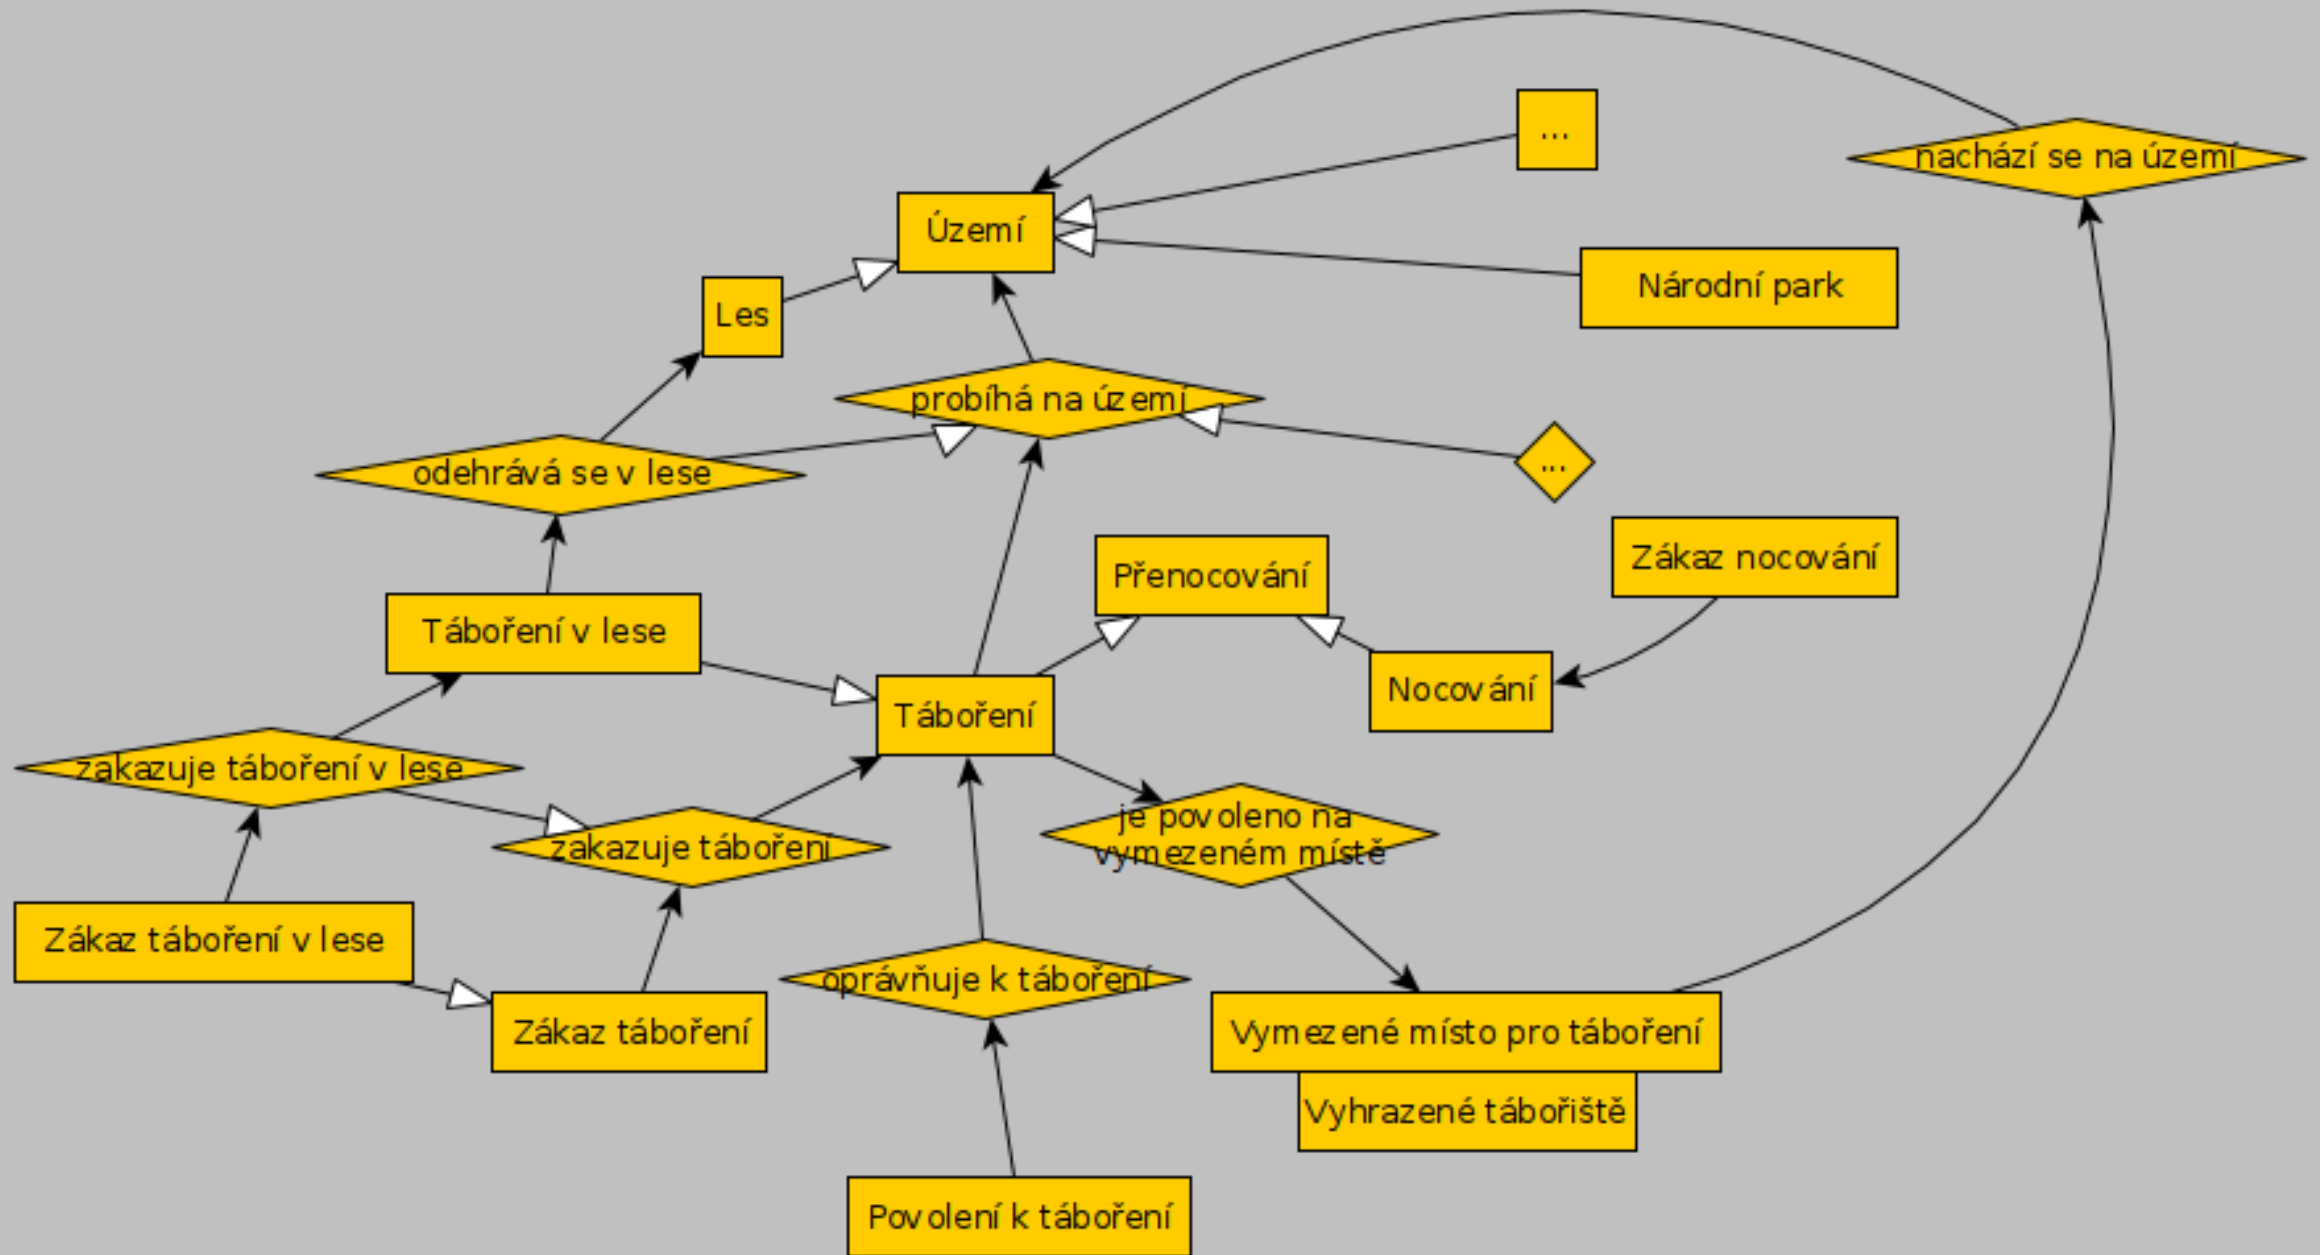 ...
nachází se na území
Území
Národní park
Les
probíhá na území
odehrává se v lese
...
Přenocování
Zákaz nocování
Táboření v lese
Nocování
Táboření
zakazuje táboření v lese
zakazuje táboření
je povoleno na
vymezeném místě
Zákaz táboření v lese
oprávňuje k táboření
Zákaz táboření
Vymezené místo pro táboření
Vyhrazené tábořiště
Povolení k táboření